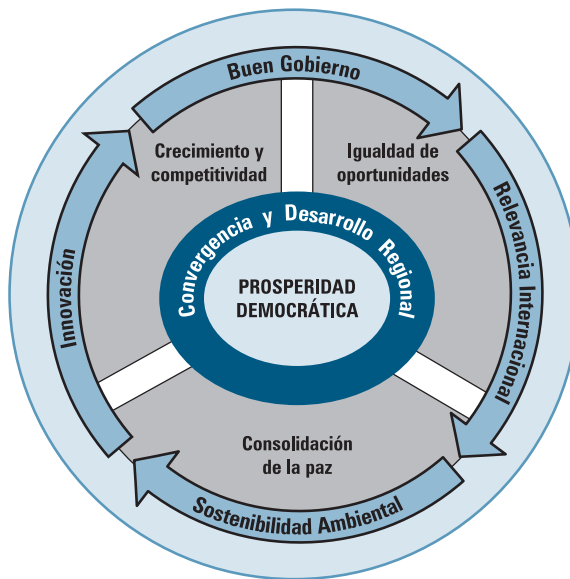 Buen Gobierno
Crecimiento y
competitividad
Igualdad de
oportunidades
Relevancia Internacional
Innovación
Convergencia y Desarrollo Regional
PROSPERIDAD
DEMOCRÁTICA
Consolidación
de la paz
Sostenibilidad Ambiental